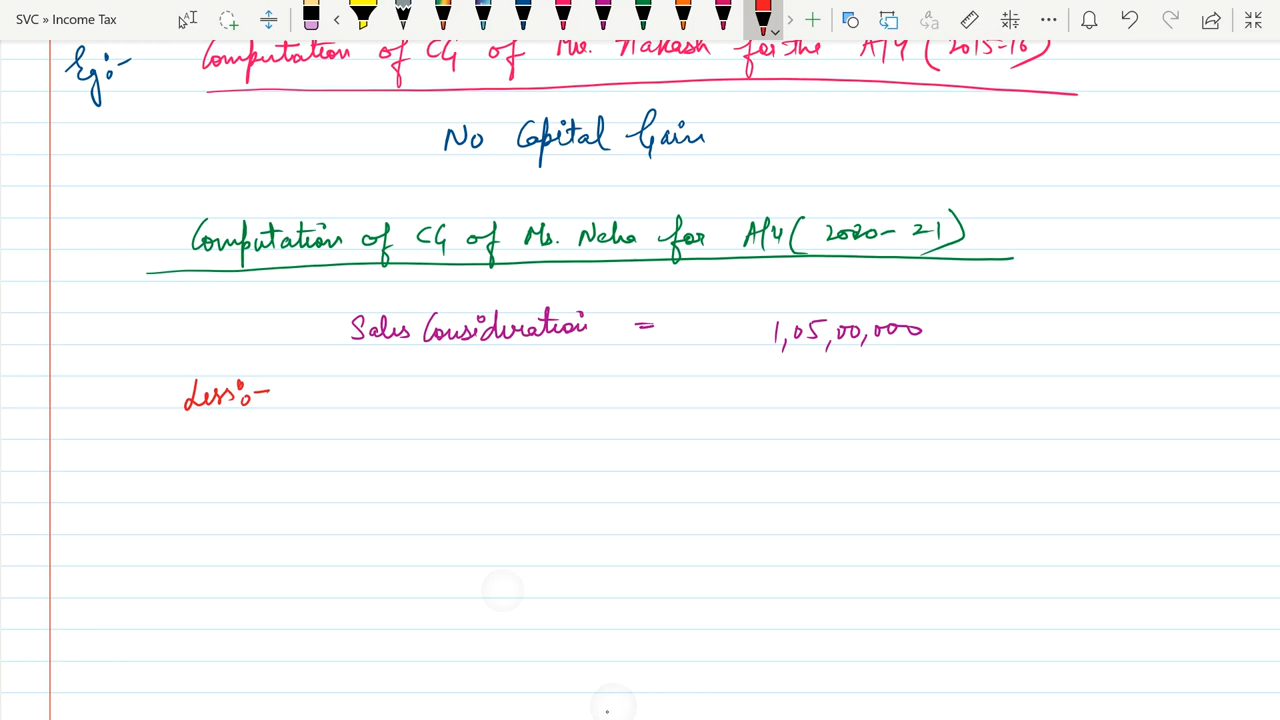 SVC » Income Tax
Computation of CG of Mr. Prakash for the A/Y ( 2015-16)
Eg:-
No Capital Gain
Computation of CG of Ms. Neha for A/Y ( 2020-21)
Sales Consideration = 1,05,00,000
Less:-